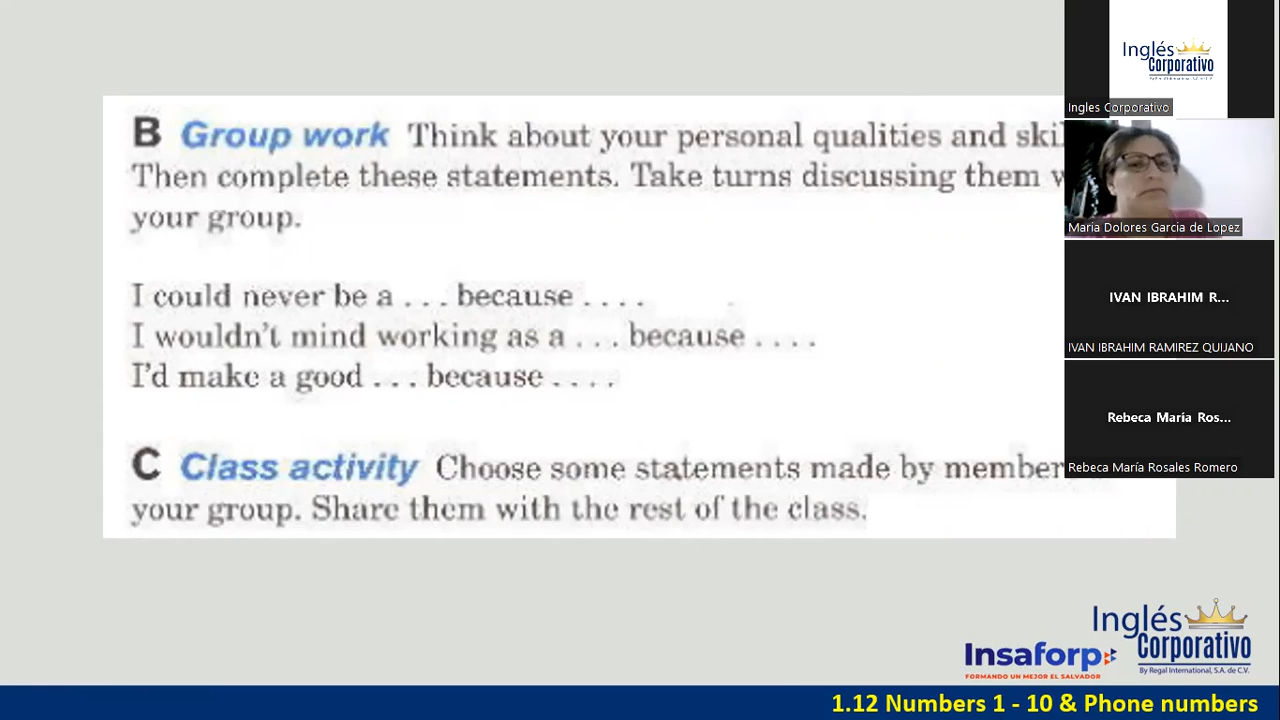 B Group work Think about your personal qualities and
Then complete these statements. Take turns discussing them
your group.
I could never be a . . . because . . . .
I wouldn't mind working as a . . . because . . . .
I'd make a good . . . because . . . .
C Class activity Choose some statements made by
your group. Share them with the rest of the class.
Inglés
Corporativo
Ingles Corporativo
María Dolores Garcia de Lopez
IVAN IBRAHIM R...
IVAN IBRAHIM RAMIREZ QUIJANO
Rebeca María Ros...
Rebeca María Rosales Romero
Inglés
Corporativo
By Regal International, S.A. de C.V.
Insaforp
FORMANDO UN MEJOR EL SALVADOR
1.12 Numbers 1 - 10 & Phone numbers